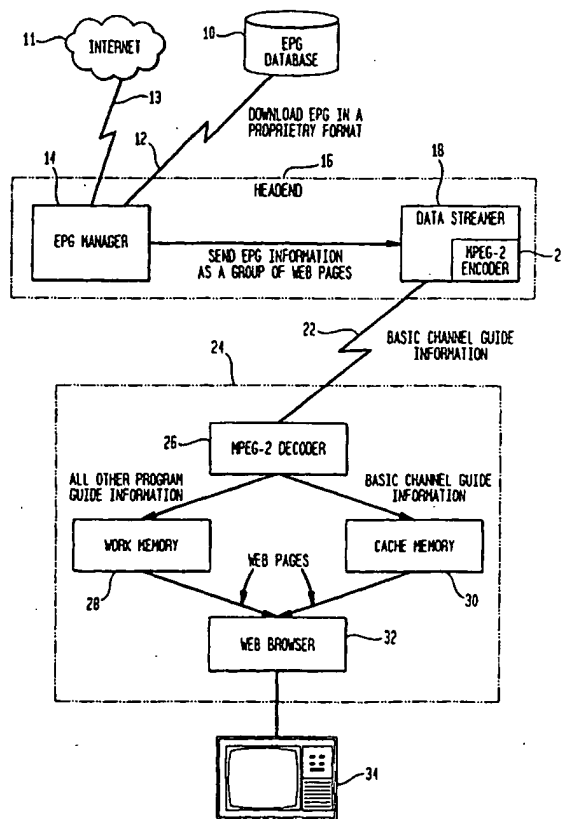 11
INTERNET
10
EPG
DATABASE
13
DOWNLOAD EPG IN A
PROPRIETRY FORMAT
12
14
16
18
HEADEND
EPG MANAGER
DATA STREAMER
MPEG-2
ENCODER
2
SEND EPG INFORMATION
AS A GROUP OF WEB PAGES
22
BASIC CHANNEL GUIDE
INFORMATION
24
26
MPEG-2 DECODER
ALL OTHER PROGRAM
GUIDE INFORMATION
BASIC CHANNEL GUIDE
INFORMATION
WORK MEMORY
CACHE MEMORY
WEB PAGES
28
30
WEB BROWSER
32
34